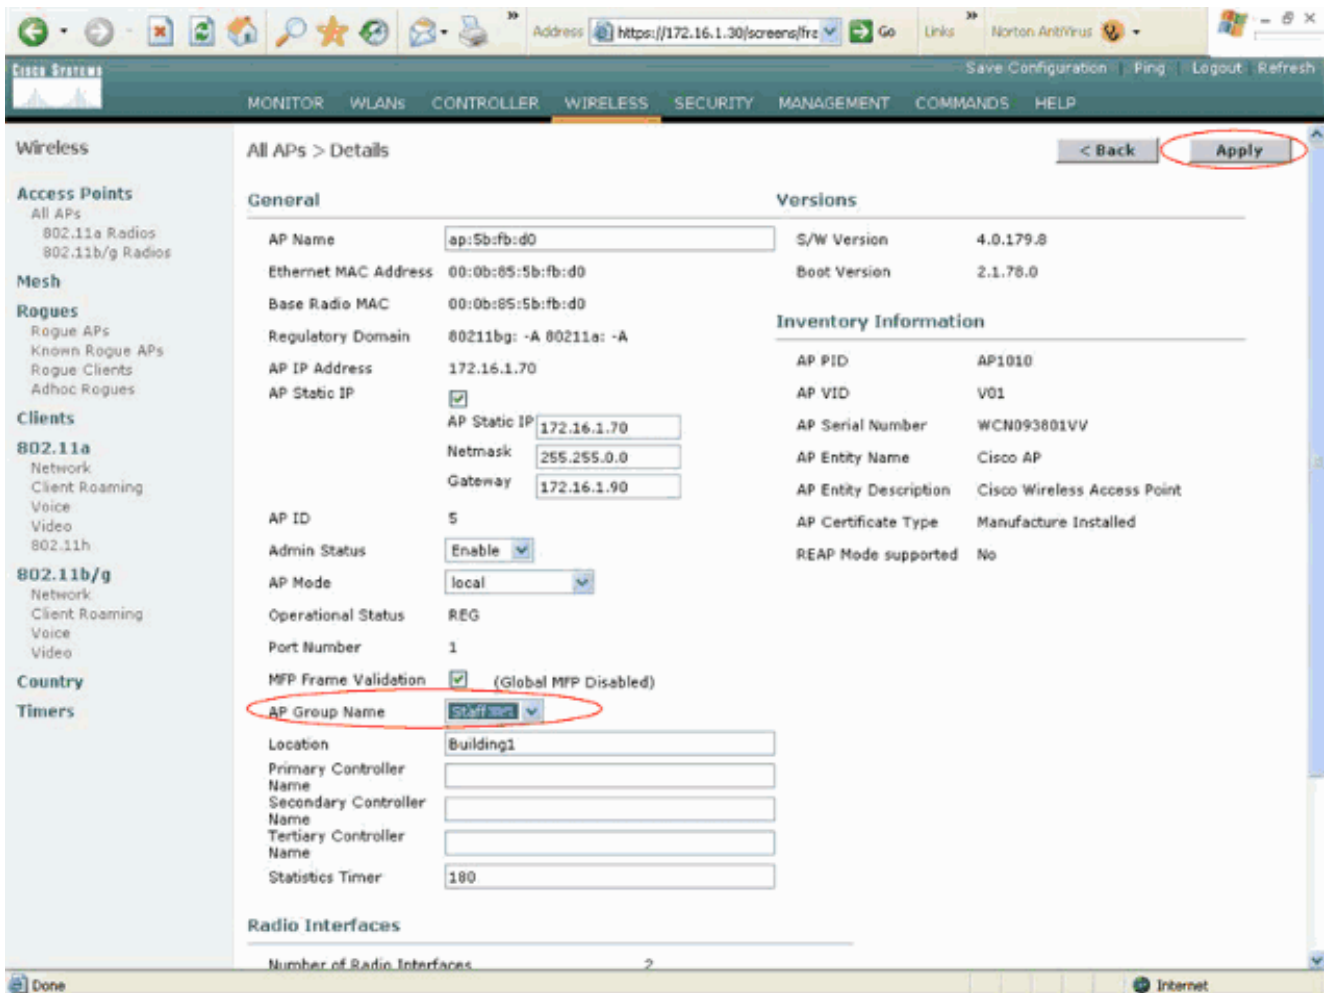 Address https://172.16.1.30/screens/fra Go Links Norton AntiVirus
CISCO SYSTEMS
Save Configuration Ping Logout Refresh
MONITOR WLANs CONTROLLER WIRELESS SECURITY MANAGEMENT COMMANDS HELP
Wireless
Access Points
All APs
802.11a Radios
802.11b/g Radios
Mesh
Rogues
Rogue APs
Known Rogue APs
Rogue Clients
Adhoc Rogues
Clients
802.11a
Network
Client Roaming
Voice
Video
802.11h
802.11b/g
Network
Client Roaming
Voice
Video
Country
Timers
All APs > Details
< Back Apply
General
AP Name ap:5b:fb:d0
Ethernet MAC Address 00:0b:85:5b:fb:d0
Base Radio MAC 00:0b:85:5b:fb:d0
Regulatory Domain 80211bg: -A 80211a: -A
AP IP Address 172.16.1.70
AP Static IP
AP Static IP 172.16.1.70
Netmask 255.255.0.0
Gateway 172.16.1.90
AP ID 5
Admin Status Enable
AP Mode local
Operational Status REG
Port Number 1
MFP Frame Validation (Global MFP Disabled)
AP Group Name Staff
Location Building1
Primary Controller
Name
Secondary Controller
Name
Tertiary Controller
Name
Statistics Timer 180
Radio Interfaces
Number of Radio Interfaces 2
Versions
S/W Version 4.0.179.8
Boot Version 2.1.78.0
Inventory Information
AP PID AP1010
AP VID V01
AP Serial Number WCN093801VV
AP Entity Name Cisco AP
AP Entity Description Cisco Wireless Access Point
AP Certificate Type Manufacture Installed
REAP Mode supported No
Done
Internet